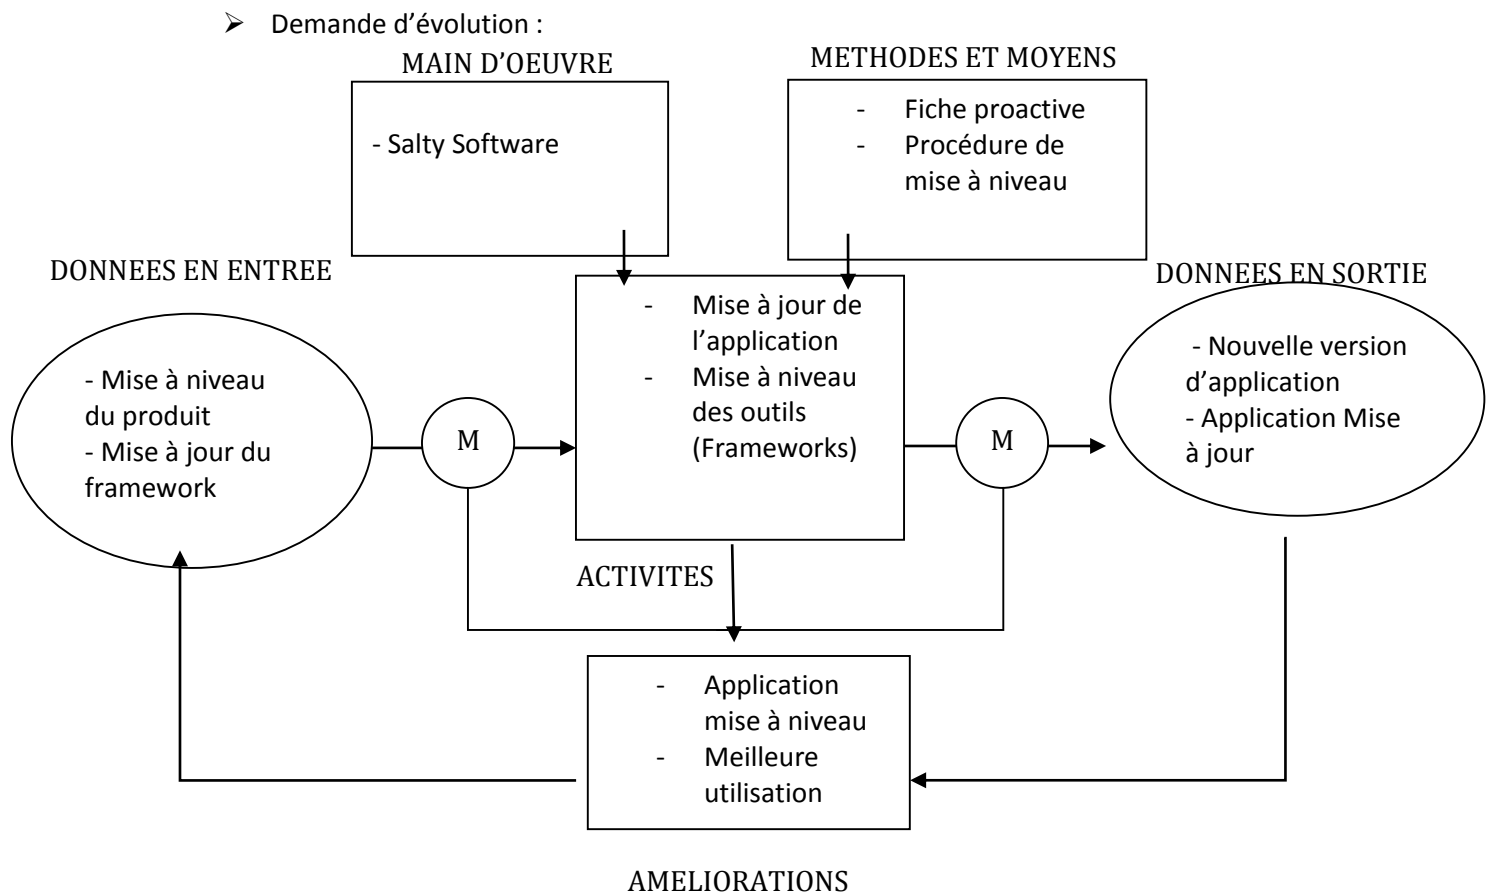 ➢ Demande d’évolution :
MAIN D’OEUVRE
METHODES ET MOYENS
- Salty Software
- Fiche proactive
- Procédure de
mise à niveau
DONNEES EN ENTREE
DONNEES EN SORTIE
- Mise à niveau
du produit
- Mise à jour du
framework
M
- Mise à jour de
l’application
- Mise à niveau
des outils
(Frameworks)
M
- Nouvelle version
d’application
- Application Mise
à jour
ACTIVITES
- Application
mise à niveau
- Meilleure
utilisation
AMELIORATIONS